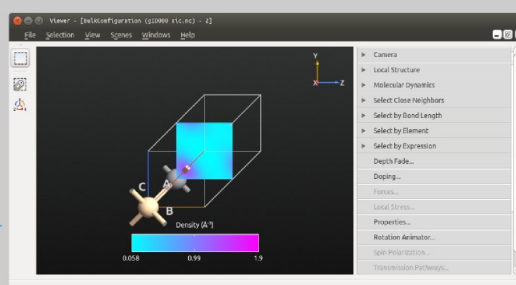 Viewer - [BulkConfiguration (g10000 sic.nc) - 2]
File Selection View Scenes Windows Help
Y
X Z
C A
B
Density (Å⁻³)
0.058 0.99 1.9
Camera
Local Structure
Molecular Dynamics
Select Close Neighbors
Select by Bond Length
Select by Element
Select by Expression
Depth Fade...
Doping...
Forces...
Local Stress...
Properties...
Rotation Animator...
Spin Polarization...
Transmission Pathways...